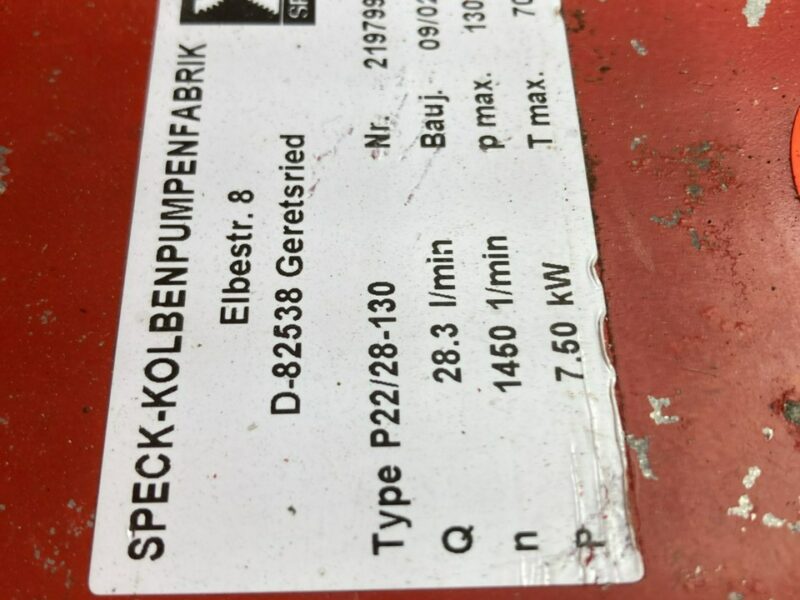 SPECK-KOLBENPUMPENFABRIK
Elbestr. 8
D-82538 Geretsried
Type P22/28-130 Nr.
Q 28.3 l/min Bauj.
n 1450 1/min p max.
P 7.50 kW T max.